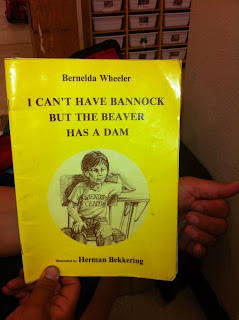 Bernelda Wheeler
I CAN'T HAVE BANNOCK
BUT THE BEAVER
HAS A DAM
Illustrated by Herman Bekkering